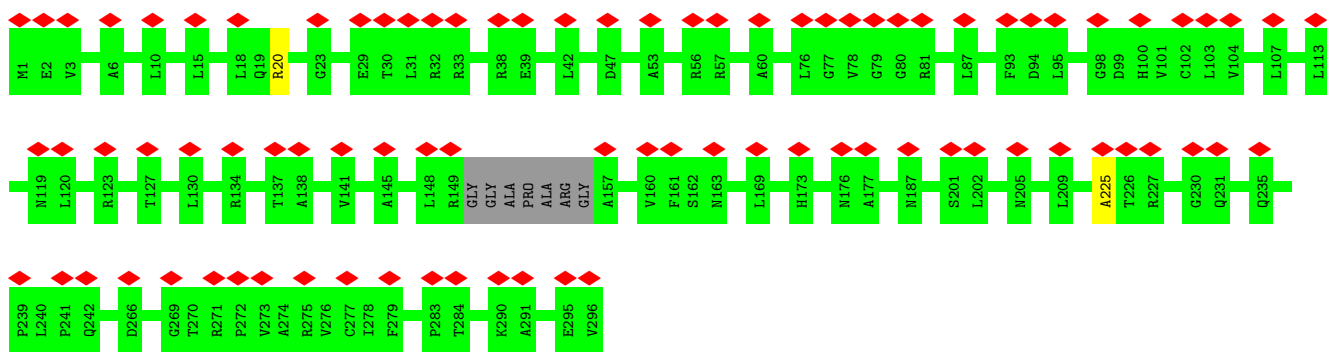 M1 E2 V3 A6 L10 L15 L18 Q19 R20 G23 E29 T30 L31 R32 R33 R38 E39 L42 D47 A53 R56 R57 A60 L76 G77 V78 G79 G80 R81 L87 F93 D94 L95 G98 D99 H100 V101 C102 L103 V104 L107 L113
N119 L120 R123 T127 L130 R134 T137 A138 V141 A145 L148 R149 GLY GLY ALA PRO ALA ARG GLY A157 V160 F161 S162 N163 L169 H173 N176 A177 N187 S201 L202 N205 L209 A225 T226 R227 G230 Q231 Q235
P239 L240 P241 Q242 D266 G269 T270 R271 P272 V273 A274 R275 V276 C277 I278 F279 P283 T284 K290 A291 E295 V296